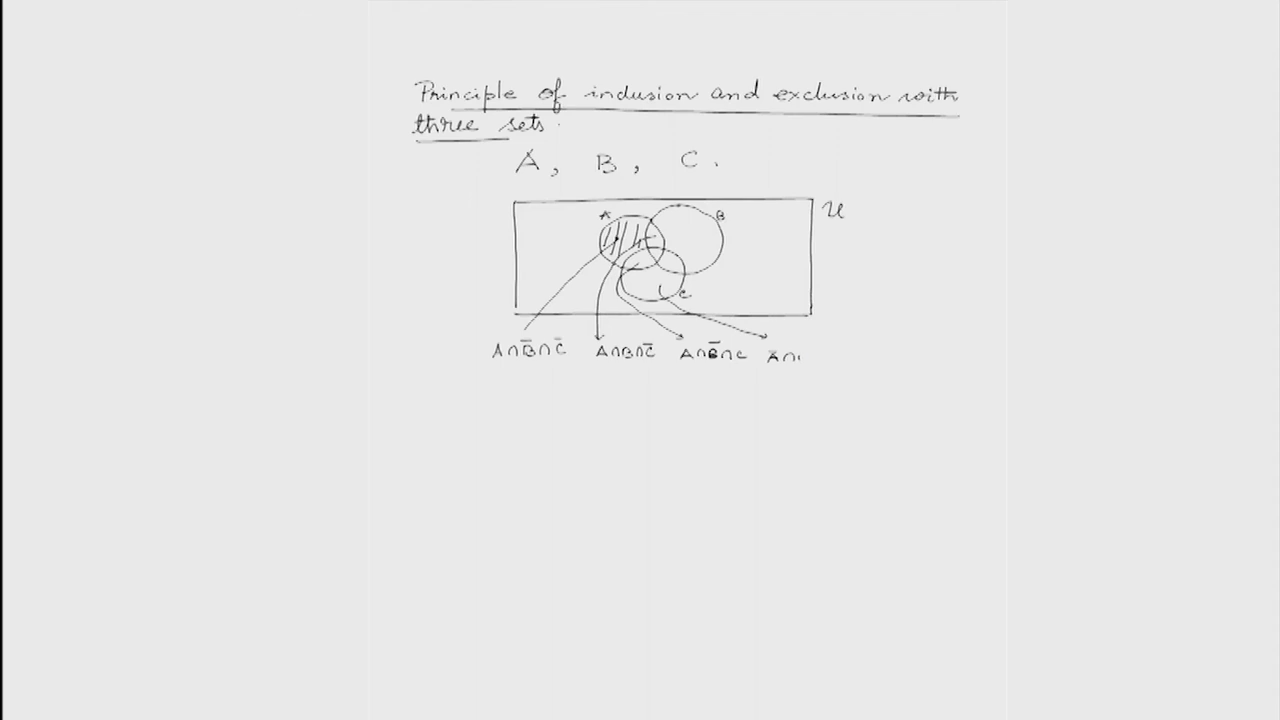 Principle of inclusion and exclusion with
three sets.
A, B, C.
U
A
B
C
A∩B̅∩C̅ A∩B∩C̅ A∩B̅∩C A̅∩